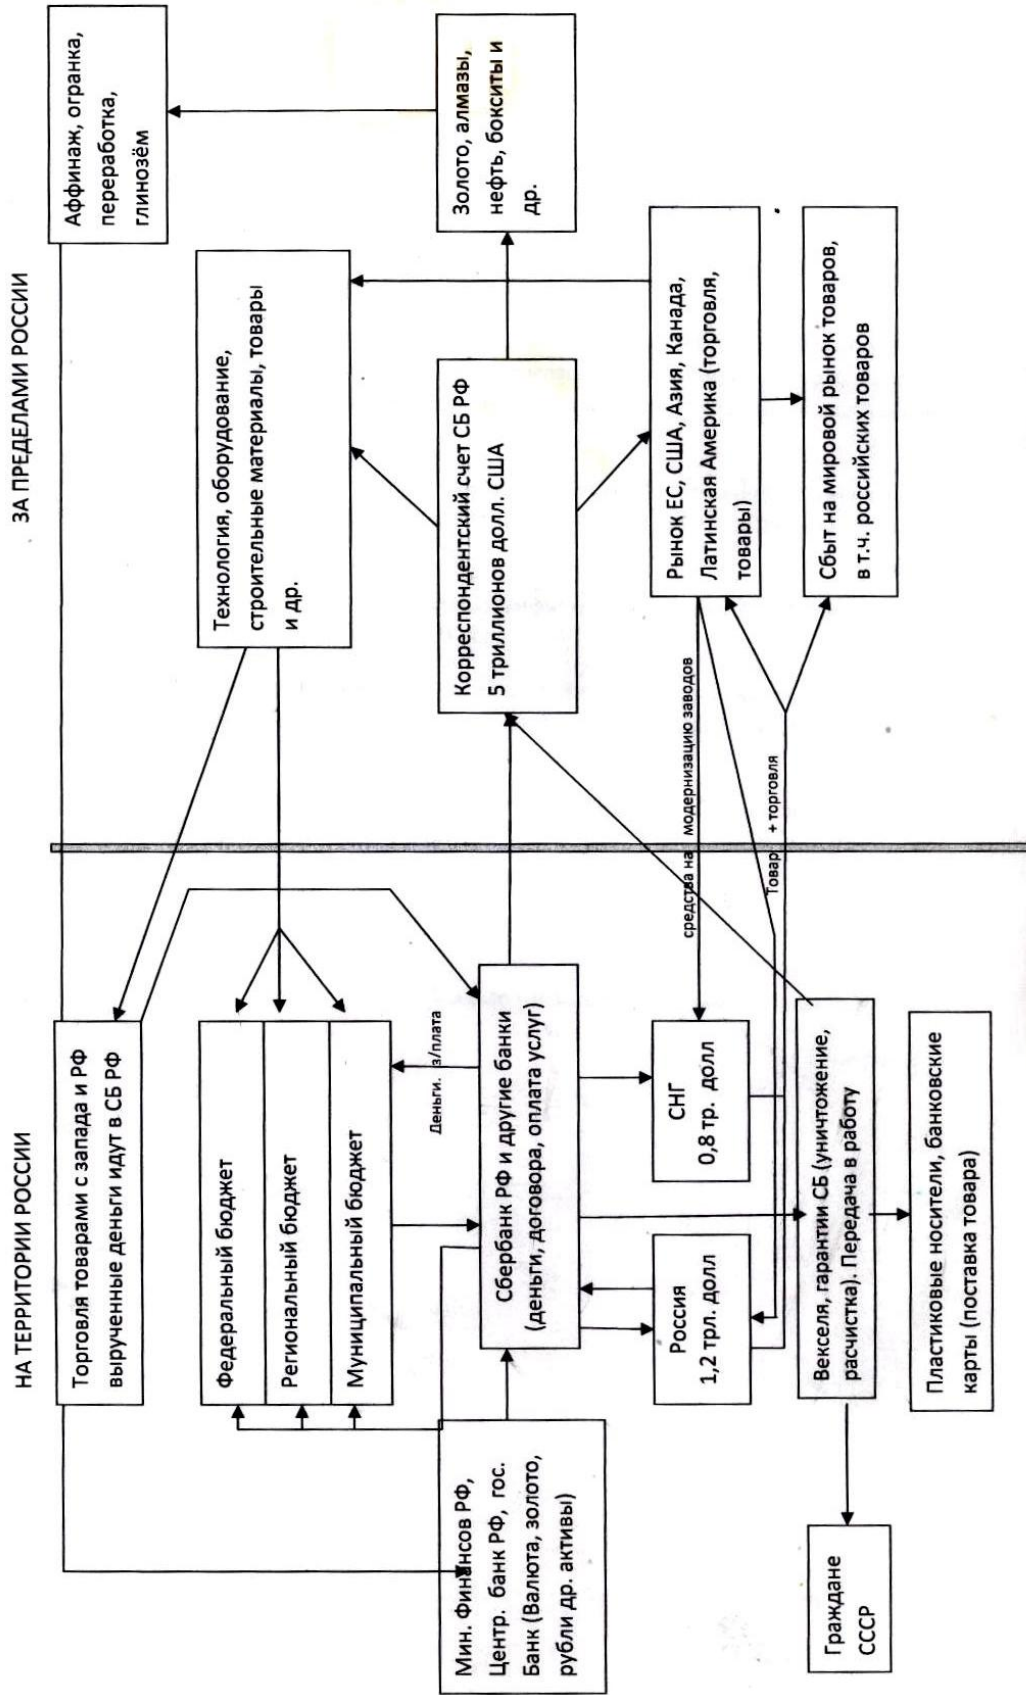 НА ТЕРРИТОРИИ РОССИИ
ЗА ПРЕДЕЛАМИ РОССИИ
Торговля товарами с запада и РФ
вырученные деньги идут в СБ РФ
Аффинаж, огранка,
переработка,
глинозём
Федеральный бюджет
Региональный бюджет
Муниципальный бюджет
Технология, оборудование,
строительные материалы, товары
и др.
Деньги. з/плата
Мин. Финансов РФ,
Центр. банк РФ, гос.
Банк (Валюта, золото,
рубли др. активы)
Сбербанк РФ и другие банки
(деньги, договора, оплата услуг)
Корреспондентский счет СБ РФ
5 триллионов долл. США
Золото, алмазы,
нефть, бокситы и
др.
Россия
1,2 трл. долл
СНГ
0,8 тр. долл
средства на модернизацию заводов
Товар + торговля
Рынок ЕС, США, Азия, Канада,
Латинская Америка (торговля,
товары)
Граждане
СССР
Векселя, гарантии СБ (уничтожение,
расчистка). Передача в работу
Сбыт на мировой рынок товаров,
в т.ч. российских товаров
Пластиковые носители, банковские
карты (поставка товара)